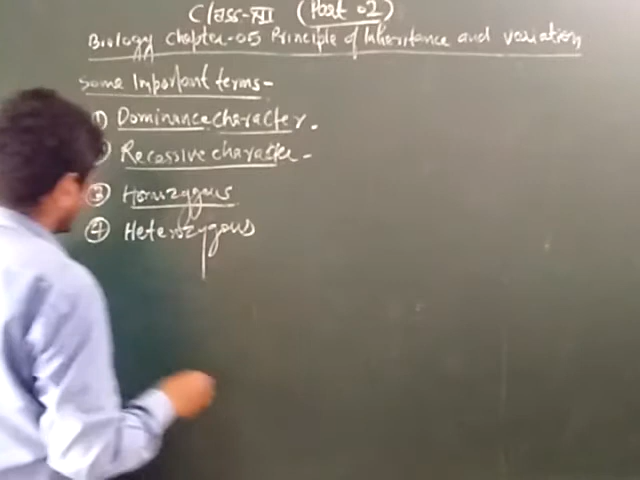 Class-XII (Part 02)
Biology Chapter-05 Principle of Inheritance and variation
Some Important terms-
① Dominance character.
Recessive character-
③ Homozygous
④ Heterozygous